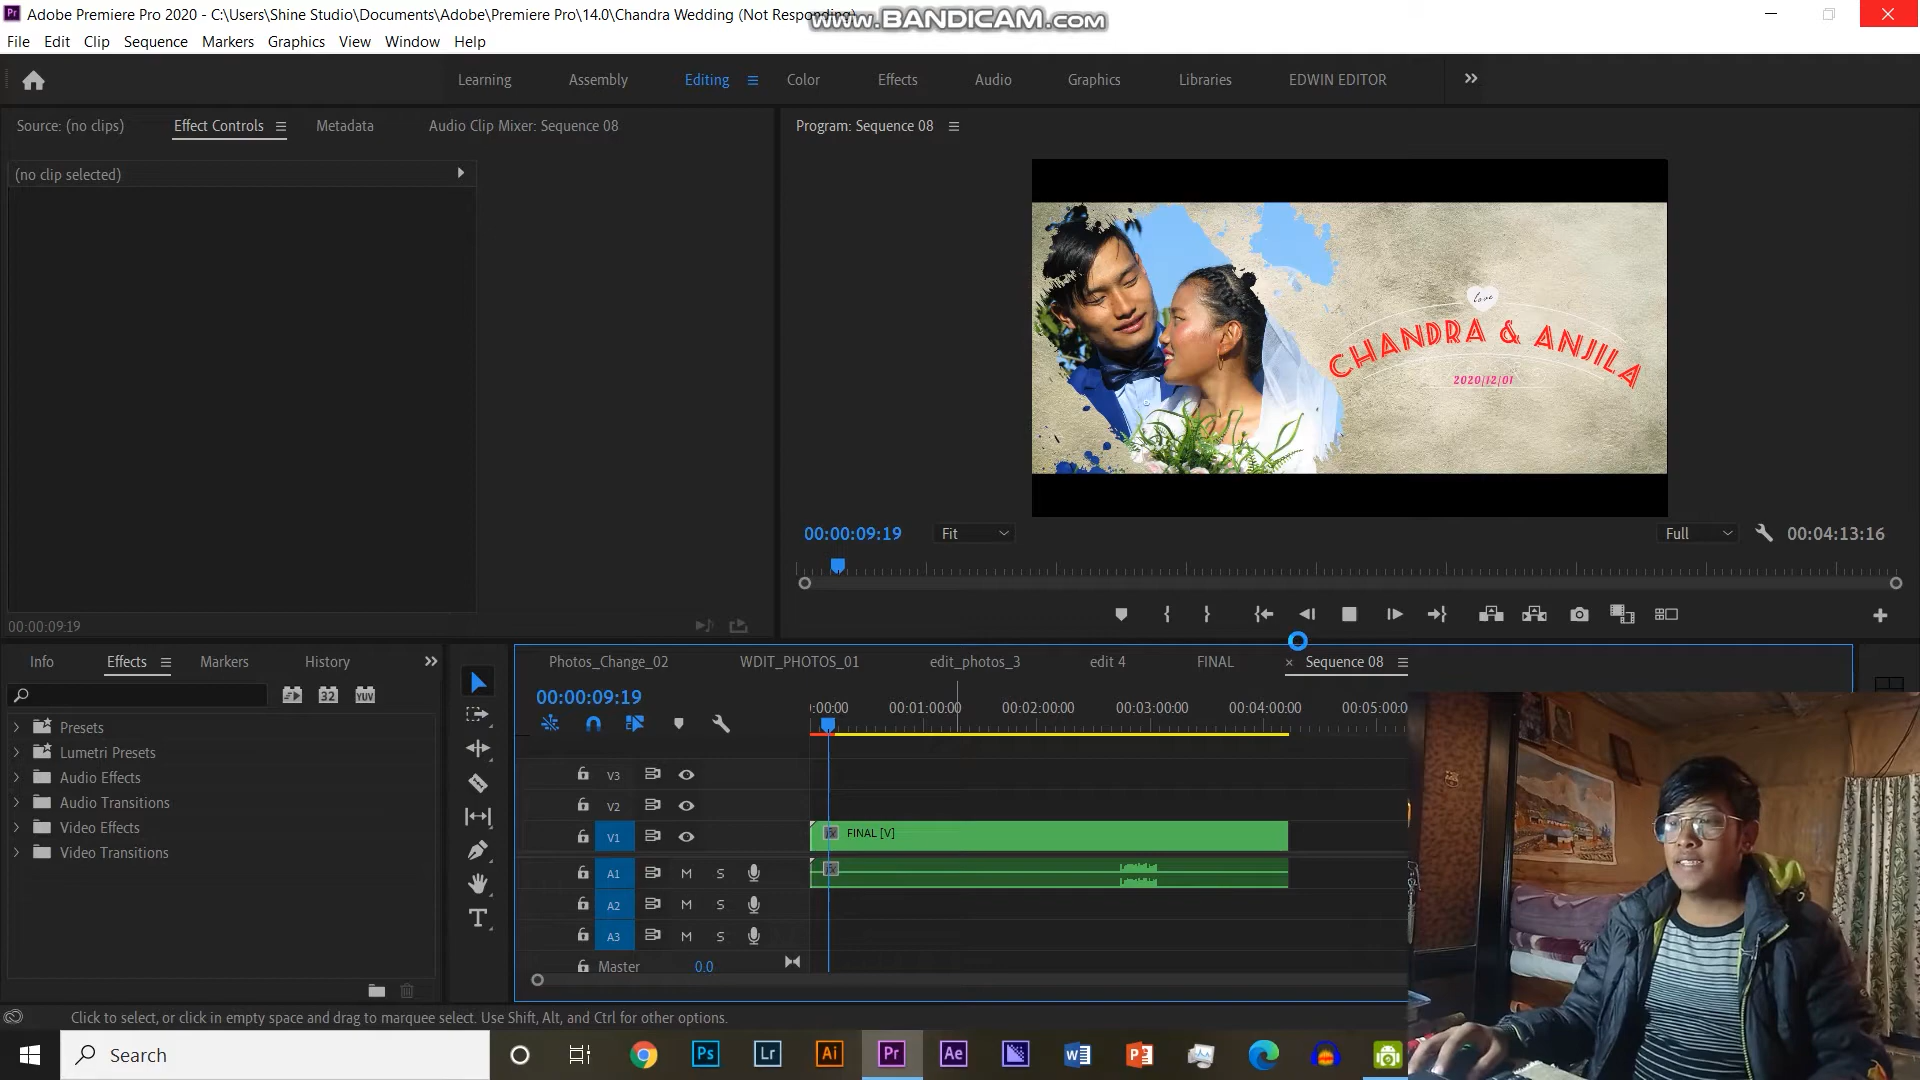 Adobe Premiere Pro 2020 - C:\Users\Shine Studio\Documents\Adobe\Premiere Pro\14.0\Chandra Wedding (Not Responding)
www.BANDICAM.com
File Edit Clip Sequence Markers Graphics View Window Help
Learning Assembly Editing Color Effects Audio Graphics Libraries EDWIN EDITOR
Source: (no clips) Effect Controls Metadata Audio Clip Mixer: Sequence 08
Program: Sequence 08
(no clip selected)
love
CHANDRA & ANJILA
2020/12/01
00:00:09:19 Fit Full 00:04:13:16
00:00:09:19
Info Effects Markers History
Photos_Change_02 WDIT_PHOTOS_01 edit_photos_3 edit 4 FINAL × Sequence 08
00:00:09:19
:00:00 00:01:00:00 00:02:00:00 00:03:00:00 00:04:00:00 00:05:00:0
32 YUV
Presets
Lumetri Presets
Audio Effects
Audio Transitions
Video Effects
Video Transitions
V3
V2
V1 FINAL [V]
A1 M S
A2 M S
A3 M S
Master 0.0
Click to select, or click in empty space and drag to marquee select. Use Shift, Alt, and Ctrl for other options.
Search
Ps Lr Ai Pr Ae